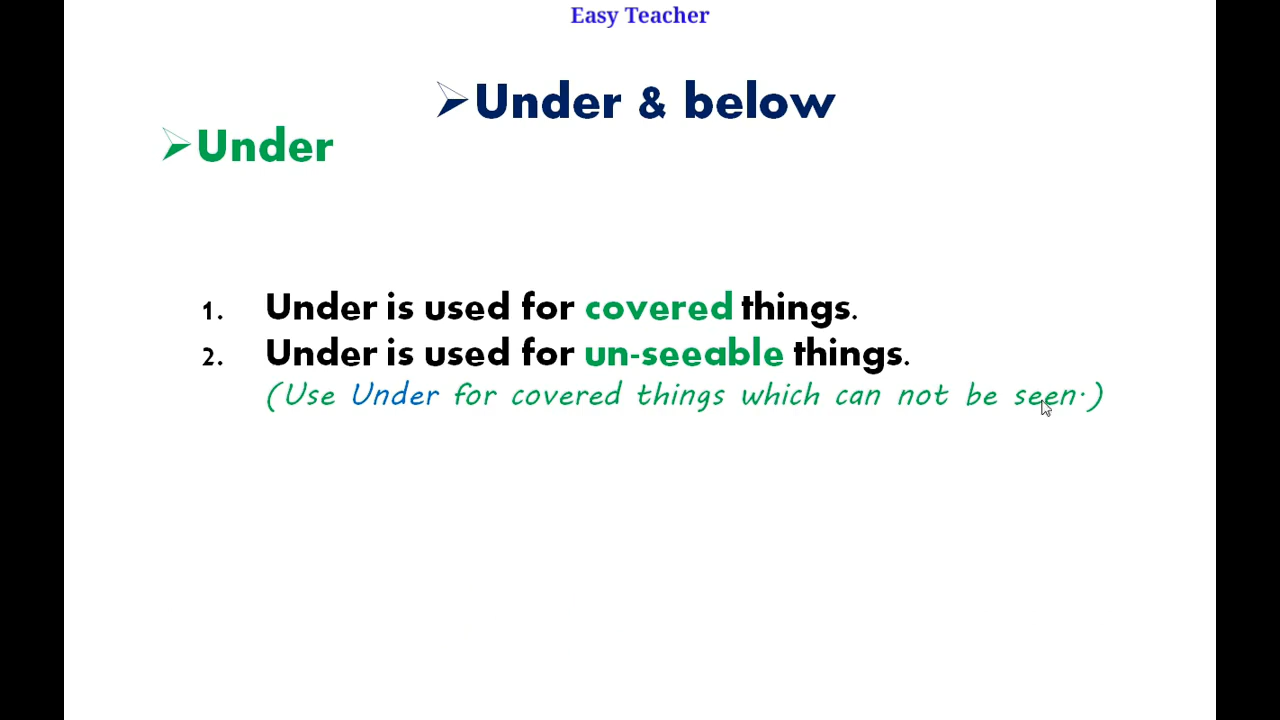 Easy Teacher
➢Under & below
➢Under
1. Under is used for covered things.
2. Under is used for un-seeable things.
(Use Under for covered things which can not be seen.)